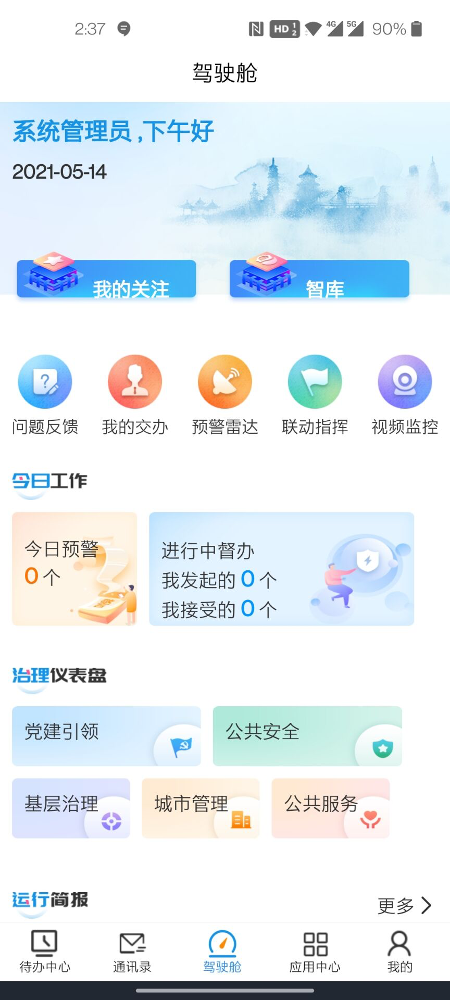 2:37
HD 1 2 4G 5G 90%
驾驶舱
系统管理员,下午好
2021-05-14
我的关注 智库
问题反馈 我的交办 预警雷达 联动指挥 视频监控
今日工作
今日预警
0个
警
进行中督办
我发起的 0 个
我接受的 0 个
治理仪表盘
党建引领 公共安全
基层治理 城市管理 公共服务
运行简报 更多
待办中心 通讯录 驾驶舱 应用中心 我的